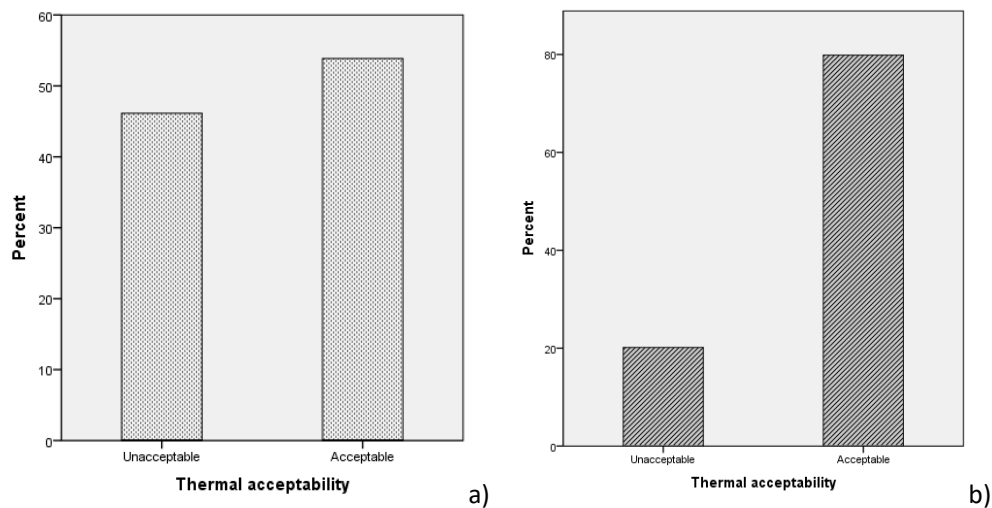 60
50
40
30
20
10
0
Percent
Unacceptable
Acceptable
Thermal acceptability
a)
80
60
40
20
0
Percent
Unacceptable
Acceptable
Thermal acceptability
b)